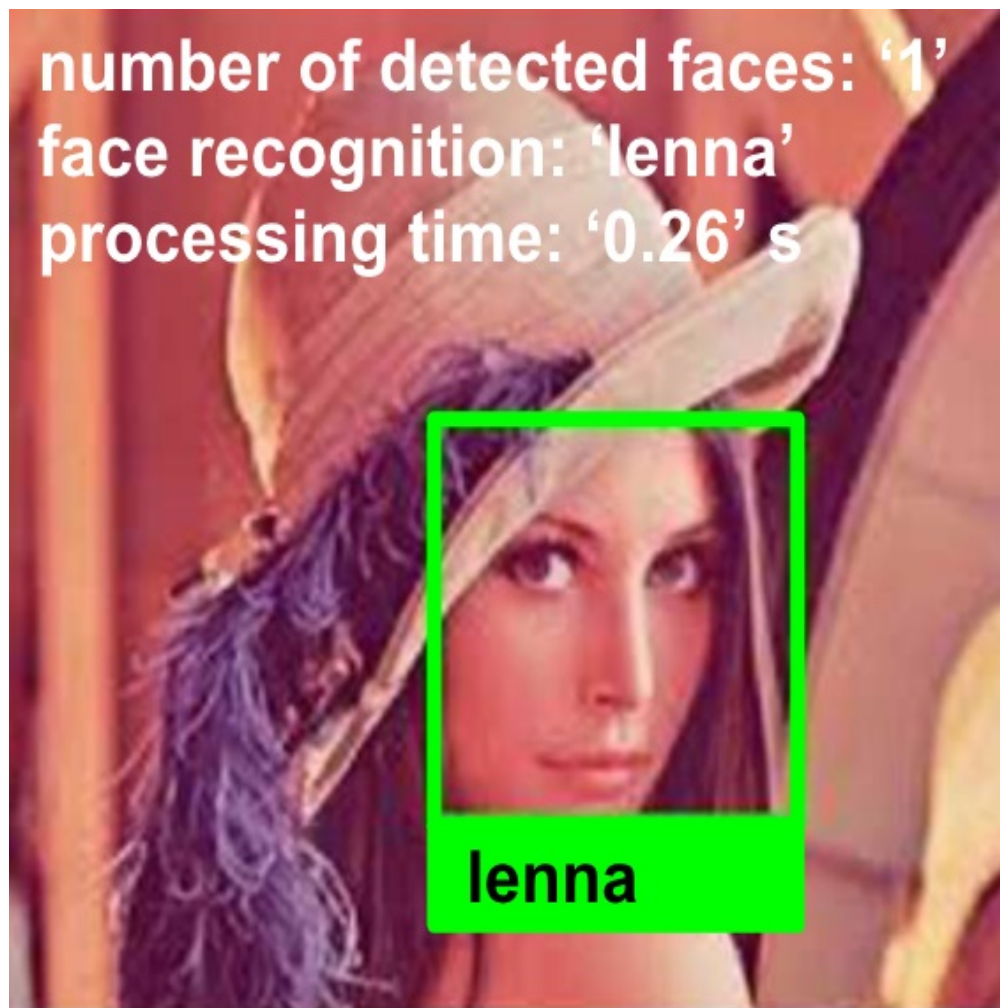 number of detected faces: ‘1’
face recognition: ‘lenna’
processing time: ‘0.26’ s
lenna